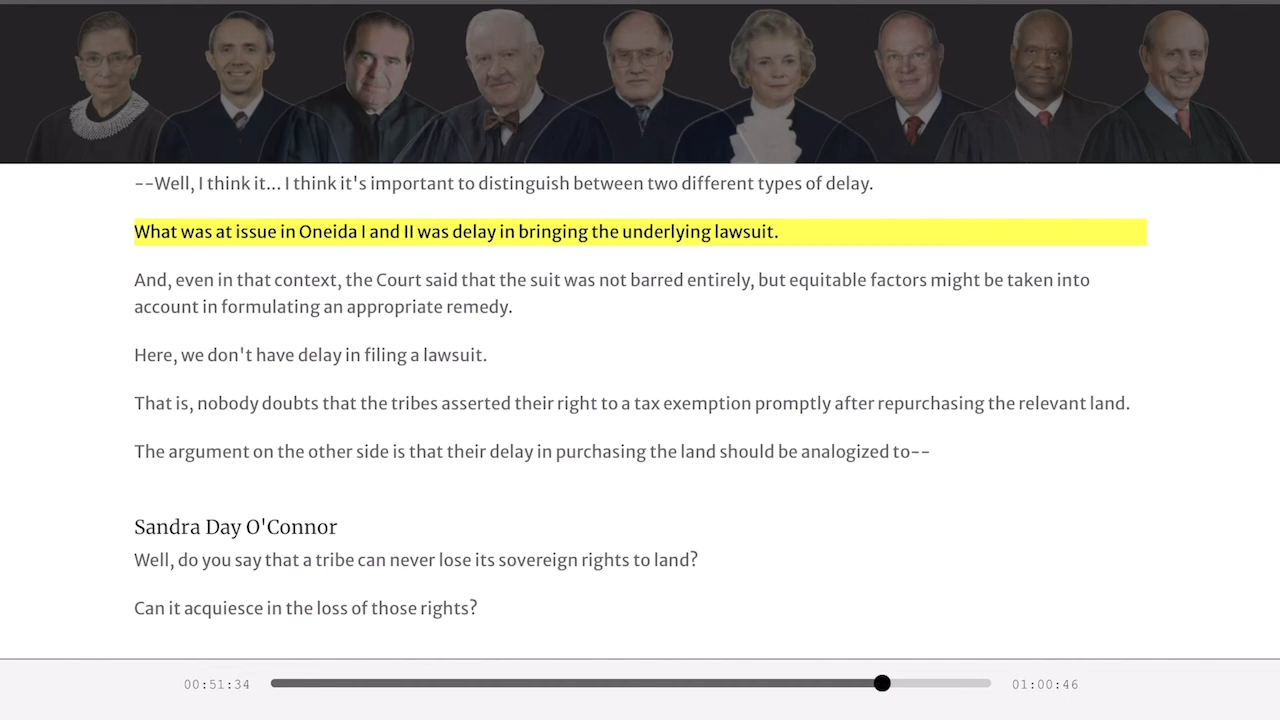 --Well, I think it... I think it's important to distinguish between two different types of delay.
What was at issue in Oneida I and II was delay in bringing the underlying lawsuit.
And, even in that context, the Court said that the suit was not barred entirely, but equitable factors might be taken into
account in formulating an appropriate remedy.
Here, we don't have delay in filing a lawsuit.
That is, nobody doubts that the tribes asserted their right to a tax exemption promptly after repurchasing the relevant land.
The argument on the other side is that their delay in purchasing the land should be analogized to--
Sandra Day O'Connor
Well, do you say that a tribe can never lose its sovereign rights to land?
Can it acquiesce in the loss of those rights?
00:51:34 01:00:46